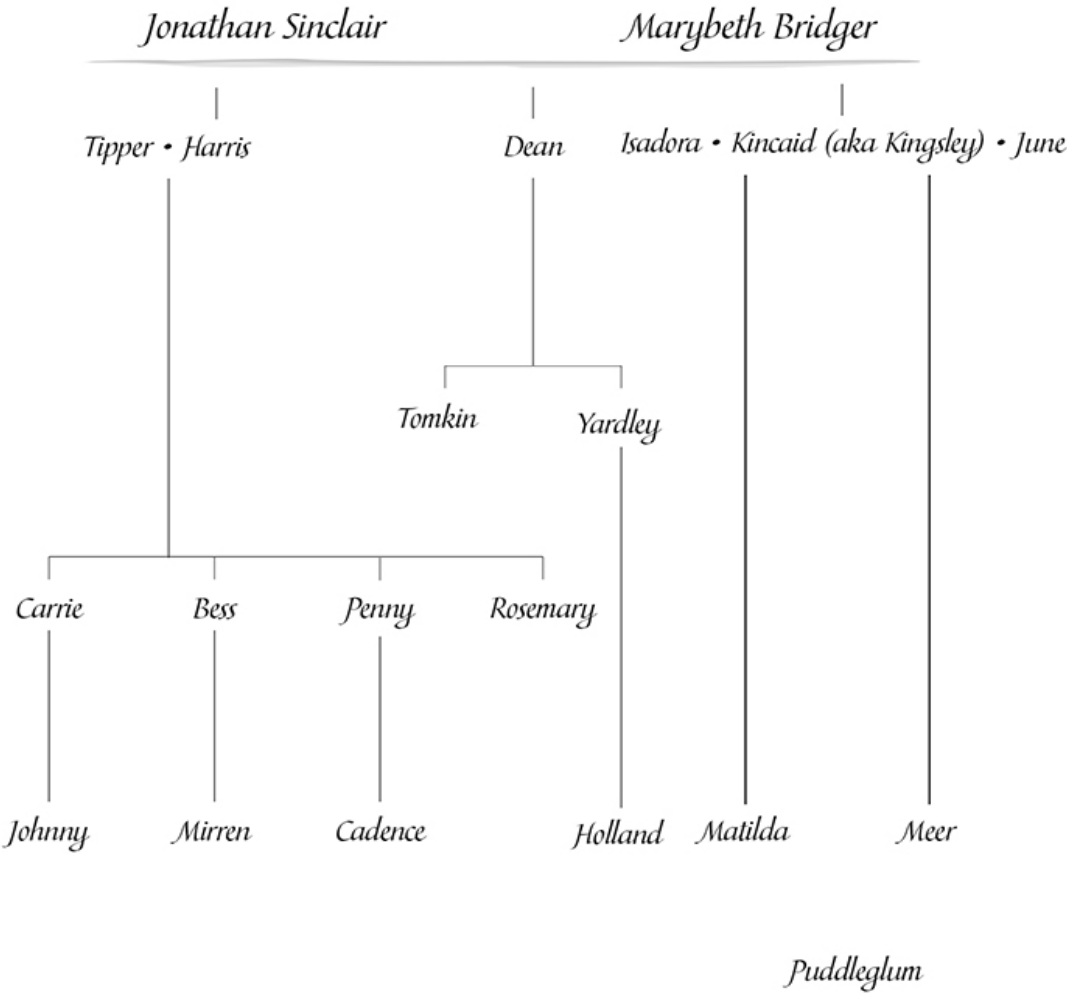 Jonathan Sinclair Marybeth Bridger
Tipper • Harris Dean Isadora • Kincaid (aka Kingsley) • June
Tomkin Yardley
Carrie Bess Penny Rosemary
Johnny Mirren Cadence Holland Matilda Meer
Puddleglum